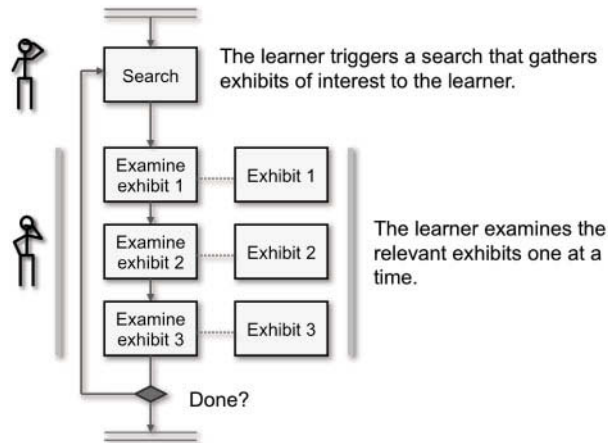 Search
The learner triggers a search that gathers
exhibits of interest to the learner.
Examine
exhibit 1
Exhibit 1
Examine
exhibit 2
Exhibit 2
The learner examines the
relevant exhibits one at a
time.
Examine
exhibit 3
Exhibit 3
Done?